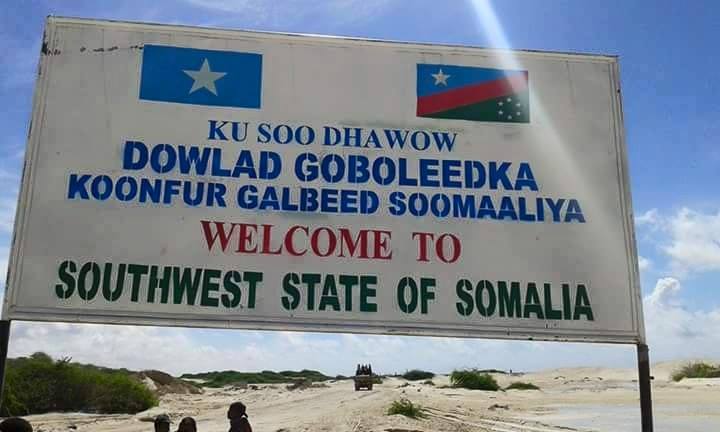 KU SOO DHAWOW
DOWLAD GOBOLEEDKA
KOONFUR GALBEED SOOMAALIYA
WELCOME TO
SOUTHWEST STATE OF SOMALIA